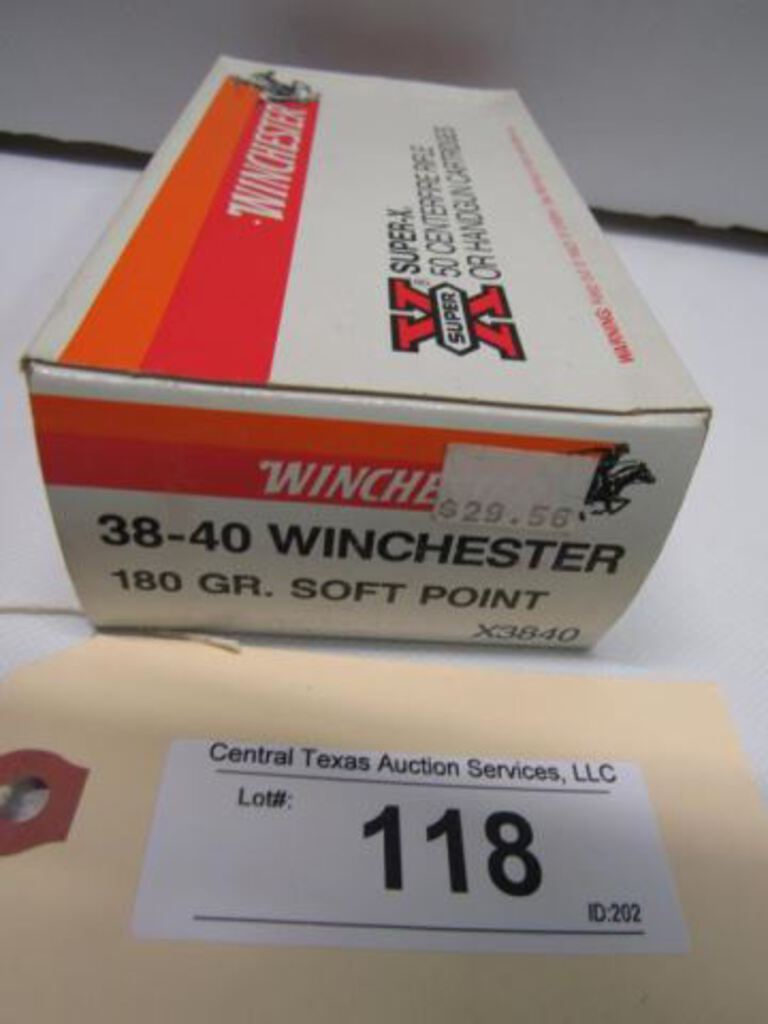 WINCHESTER
SUPER-X®
50 CENTERFIRE RIFLE
OR HANDGUN CARTRIDGES
X SUPER X
WARNING:
WINCHE
$29.56
38-40 WINCHESTER
180 GR. SOFT POINT
X3840
Central Texas Auction Services, LLC
Lot#:
118
ID:202